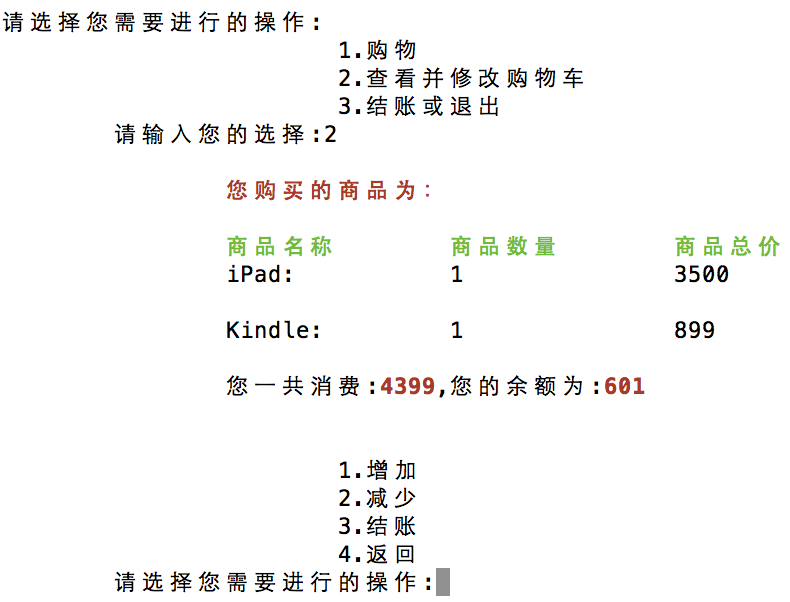 请选择您需要进行的操作:
1.购物
2.查看并修改购物车
3.结账或退出
请输入您的选择:2
您购买的商品为:
商品名称 商品数量 商品总价
iPad: 1 3500
Kindle: 1 899
您一共消费:4399,您的余额为:601
1.增加
2.减少
3.结账
4.返回
请选择您需要进行的操作: